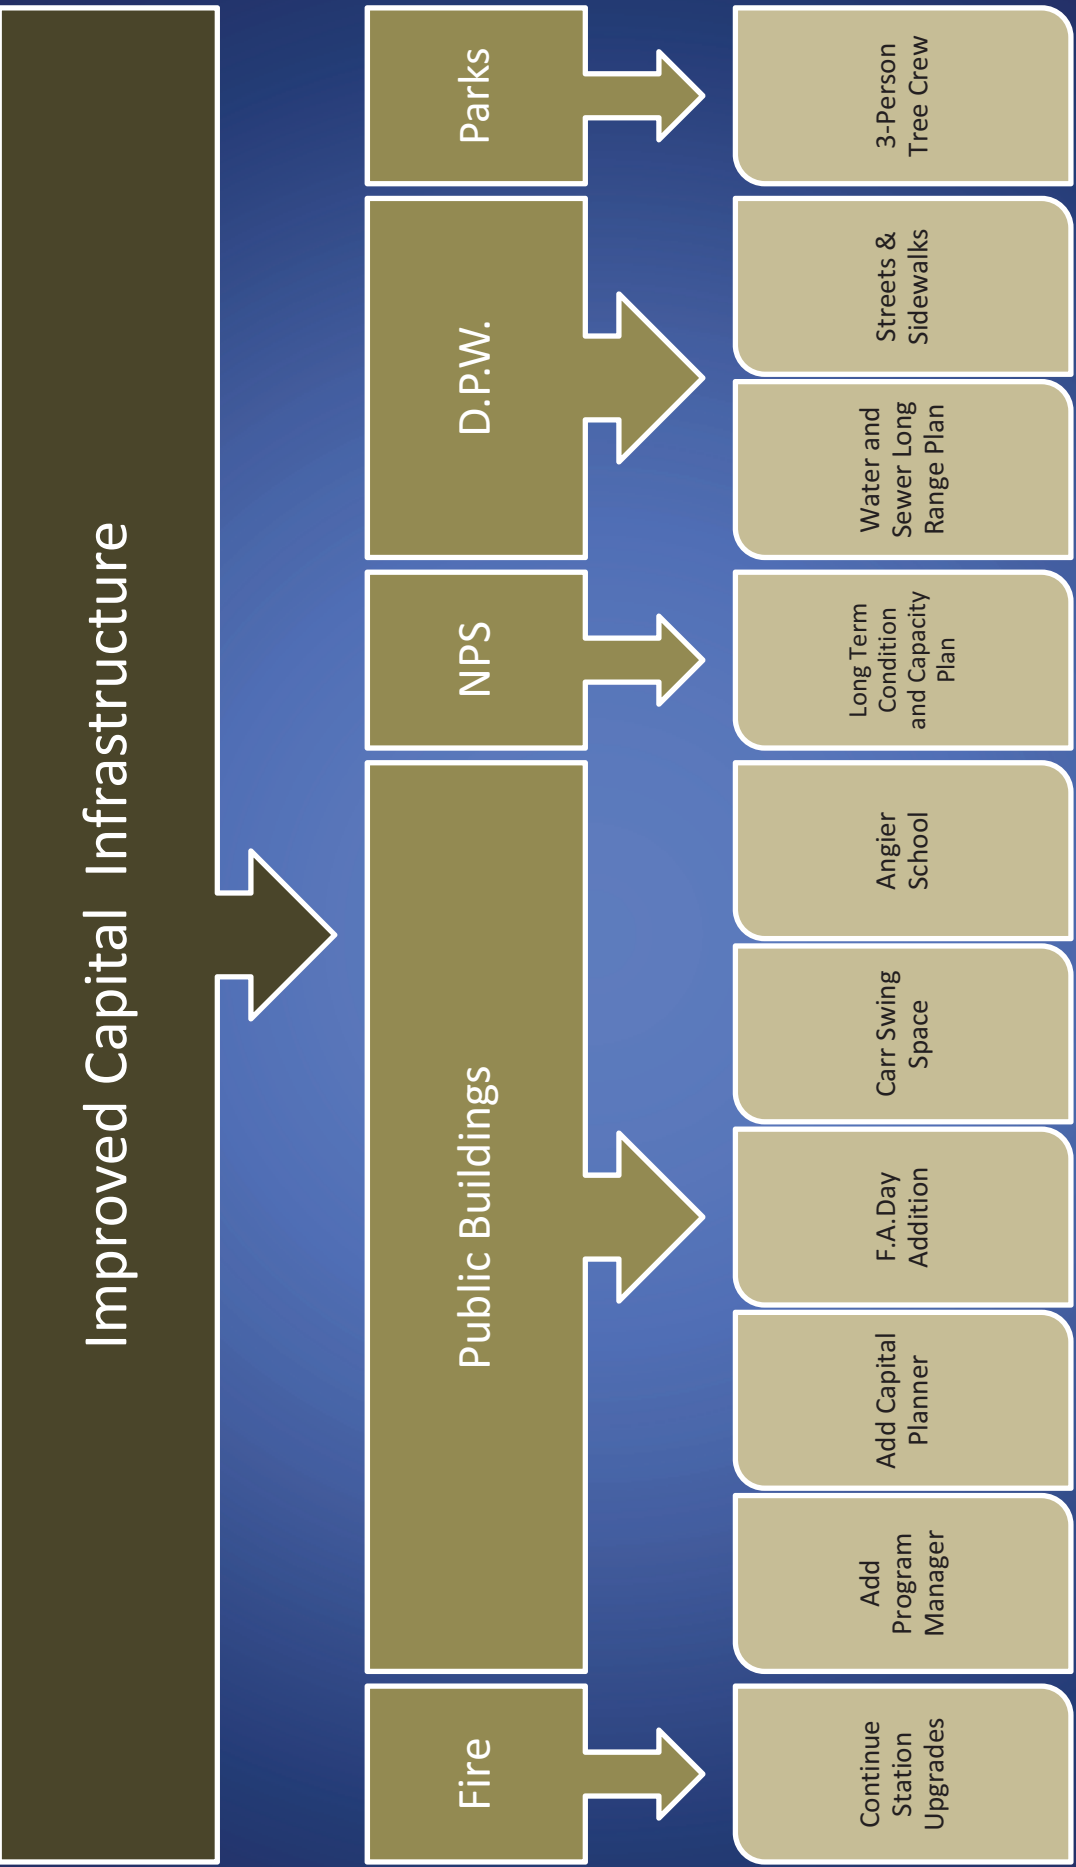 Improved Capital  Infrastructure
Fire
Public Buildings
NPS
D.P.W.
Parks
Continue
Station
Upgrades
Add
Program
Manager
Add Capital
Planner
F.A.Day
Addition
Carr Swing
Space
Angier
School
Long Term
Condition
and Capacity
Plan
Water and
Sewer Long
Range Plan
Streets &
Sidewalks
3-Person
Tree Crew